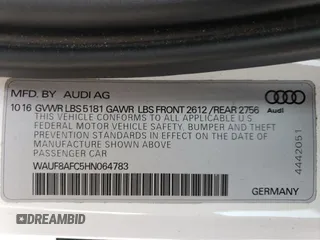 MFD. BY AUDI AG
10 16 GVWR LBS 5181 GAWR LBS FRONT 2612 / REAR 2756
THIS VEHICLE CONFORMS TO ALL APPLICABLE U.S
FEDERAL MOTOR VEHICLE SAFETY, BUMPER AND THEFT
PREVENTION STANDARDS IN EFFECT ON THE DATE
OF MANUFACTURE SHOWN ABOVE.
PASSENGER CAR
WAUF8AFC5HN064783
Audi
4442051
GERMANY
DREAMBID